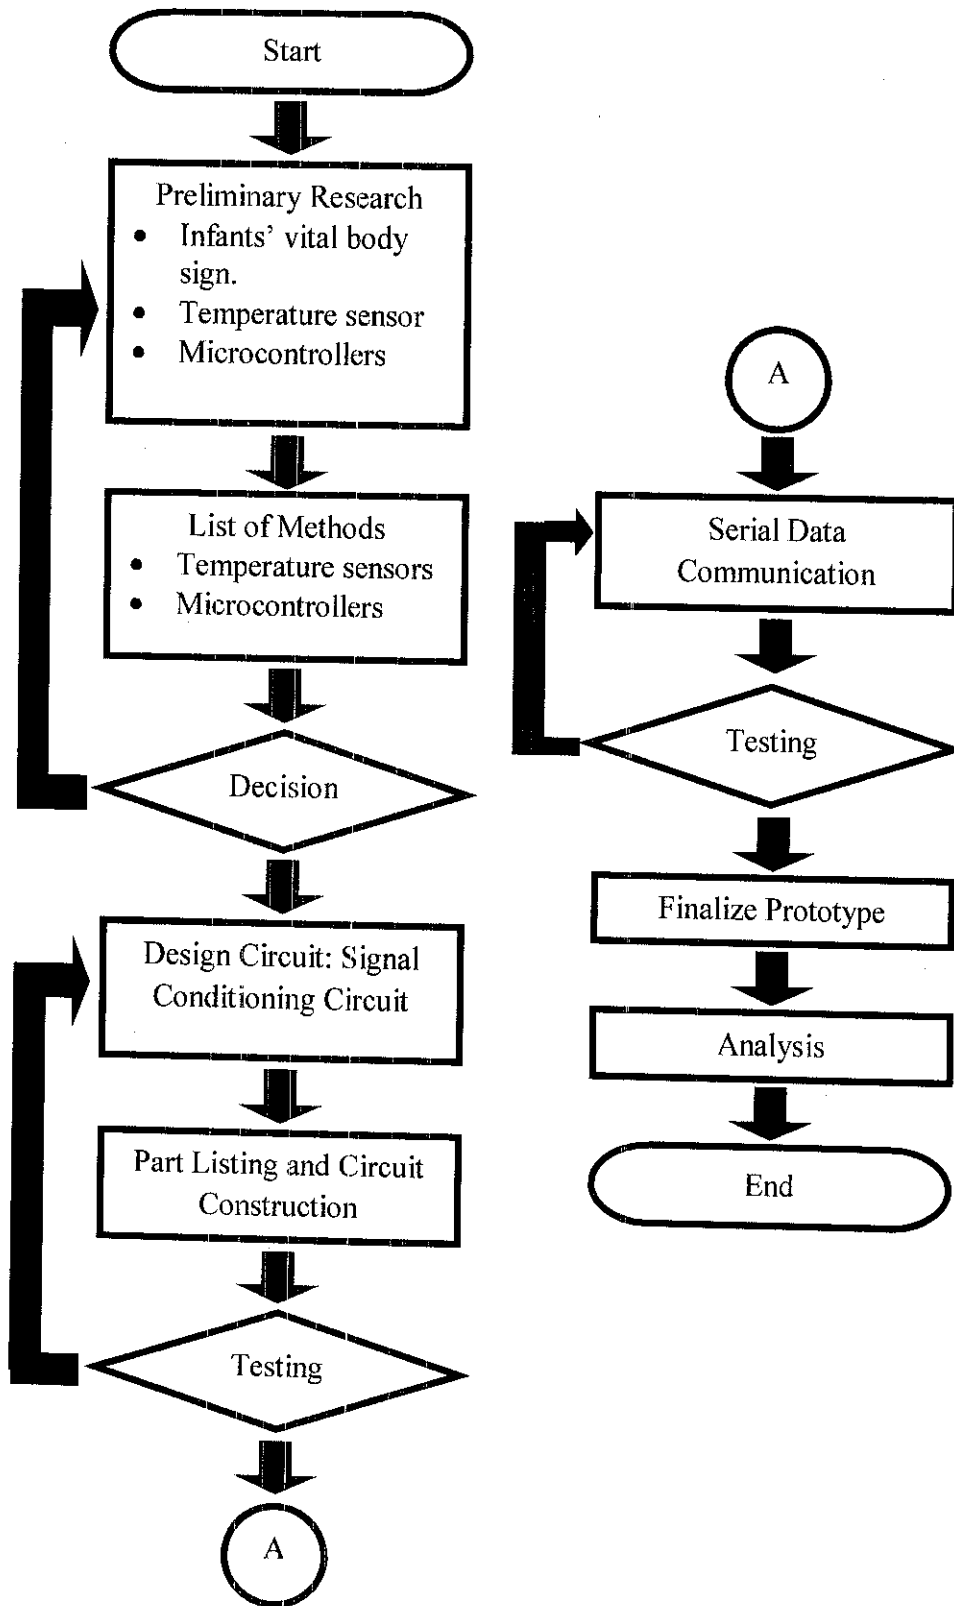 Start
Preliminary Research
• Infants’ vital body
sign.
• Temperature sensor
• Microcontrollers
List of Methods
• Temperature sensors
• Microcontrollers
Decision
Design Circuit: Signal
Conditioning Circuit
Part Listing and Circuit
Construction
Testing
A
A
Serial Data
Communication
Testing
Finalize Prototype
Analysis
End